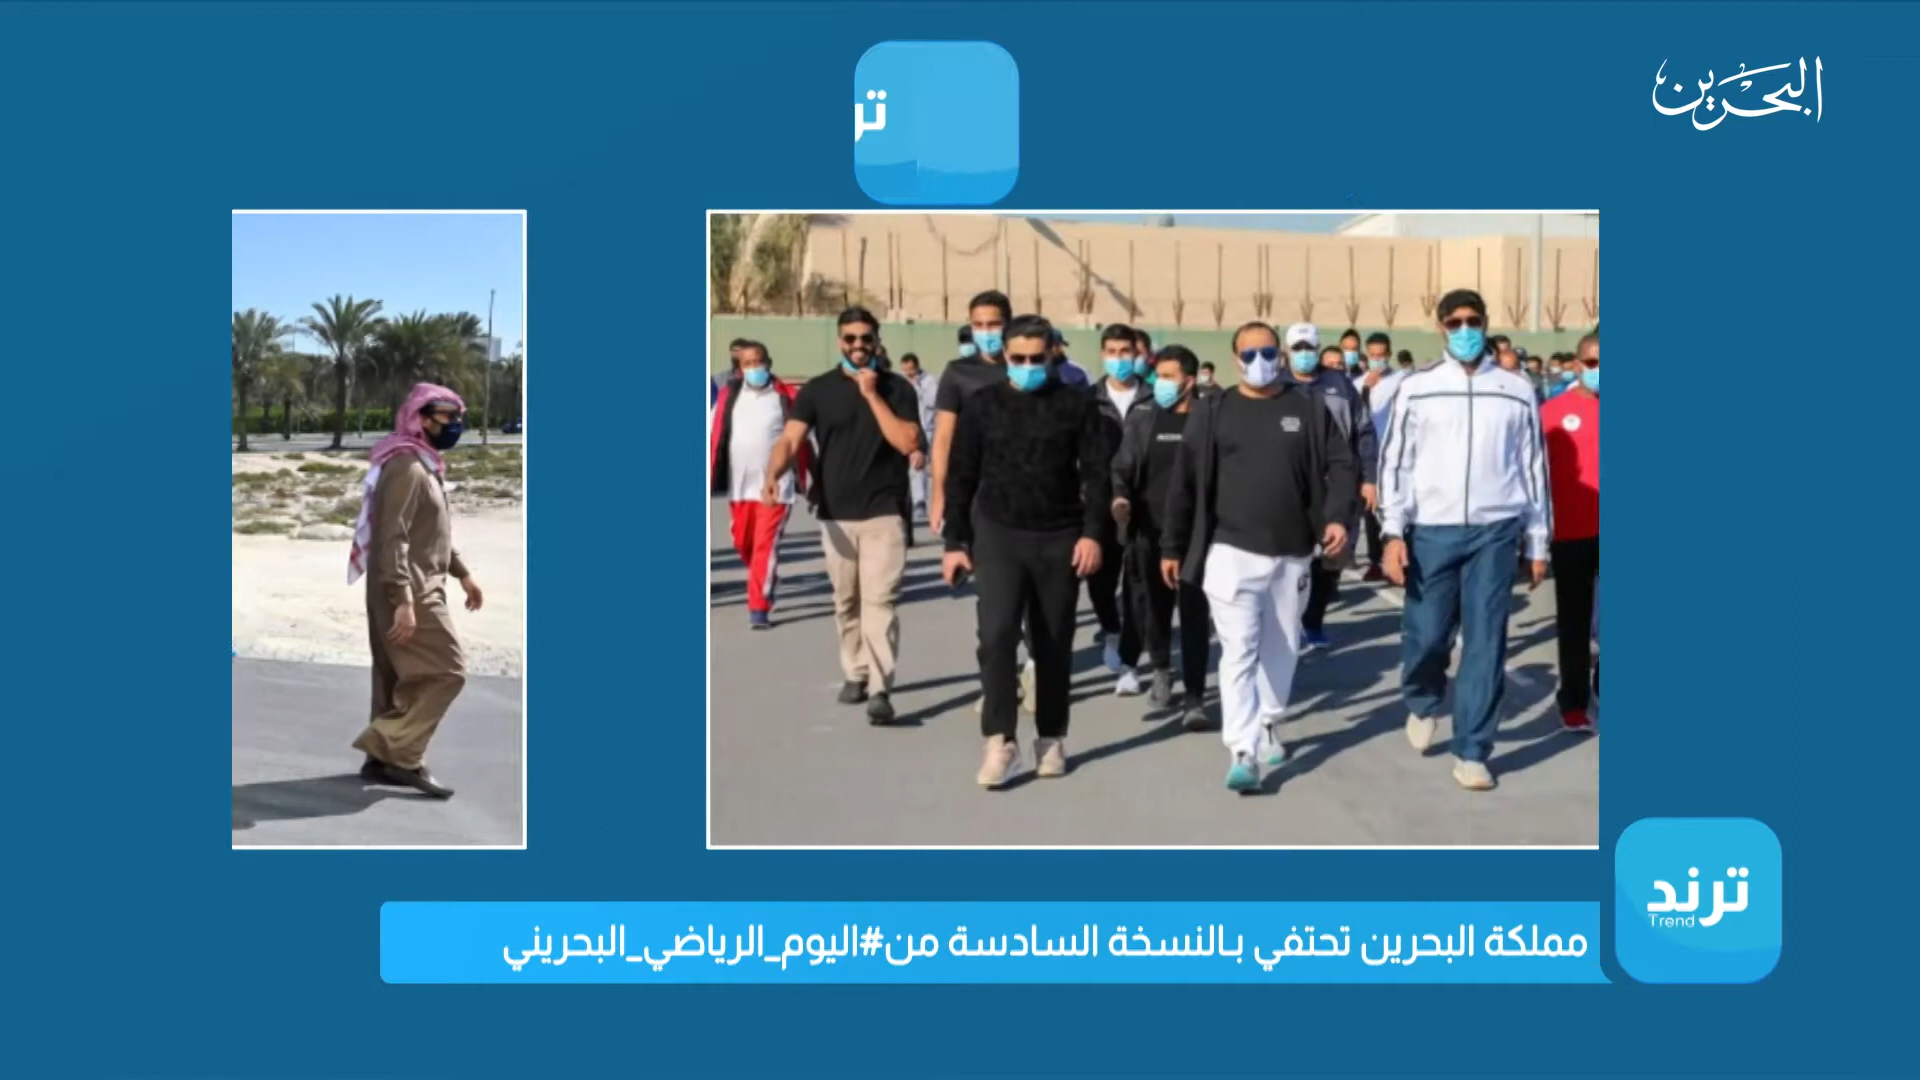 البحرين
تر
ترند
Trend
مملكة البحرين تحتفي بالنسخة السادسة من#اليوم_الرياضي_البحريني